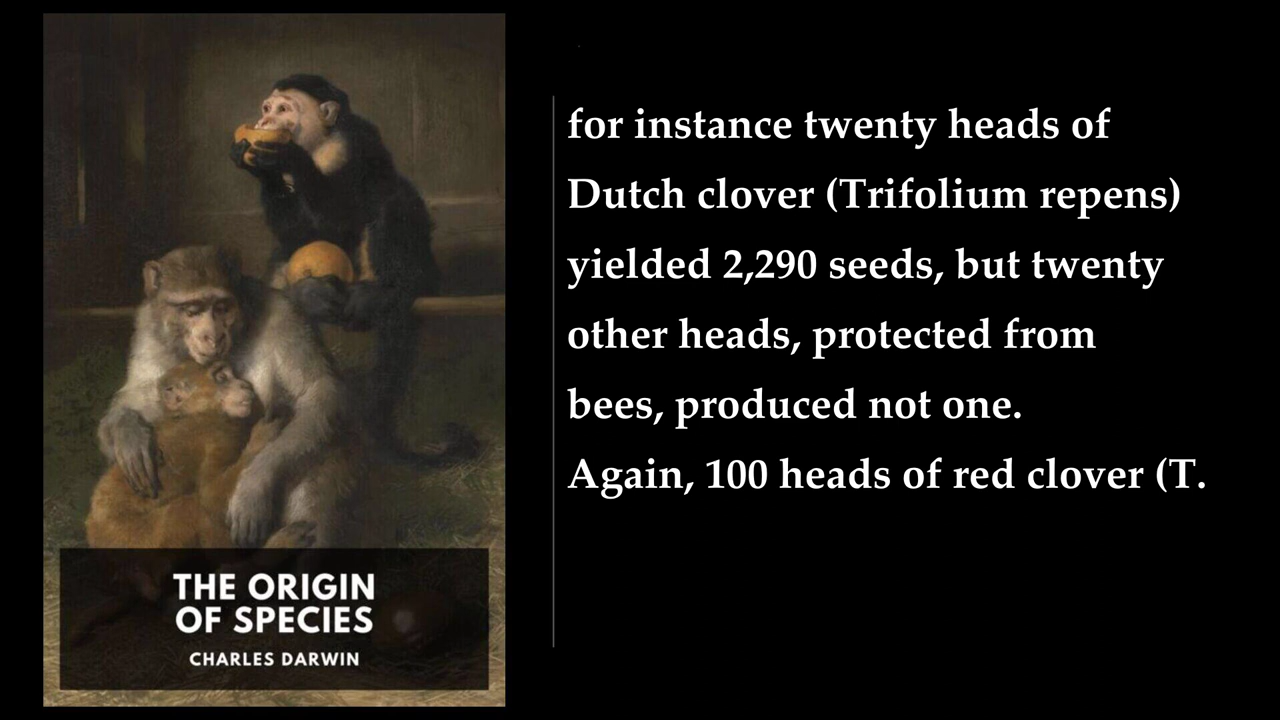 for instance twenty heads of
Dutch clover (Trifolium repens)
yielded 2,290 seeds, but twenty
other heads, protected from
bees, produced not one.
Again, 100 heads of red clover (T.
THE ORIGIN
OF SPECIES
CHARLES DARWIN